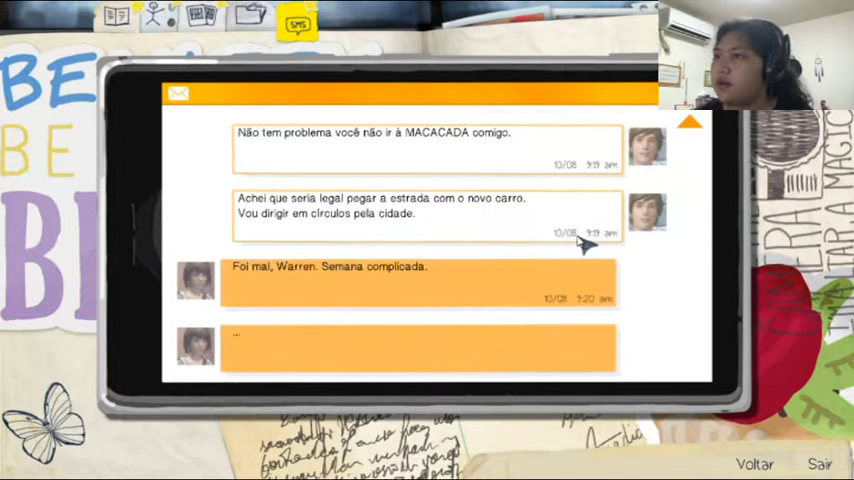 SMS
BE
BE
Não tem problema você não ir à MACACADA comigo.
10/08 9:19 am
Achei que seria legal pegar a estrada com o novo carro.
Vou dirigir em círculos pela cidade.
10/08 9:19 am
Foi mal, Warren. Semana complicada.
10/08 9:20 am
...
Voltar
Sair